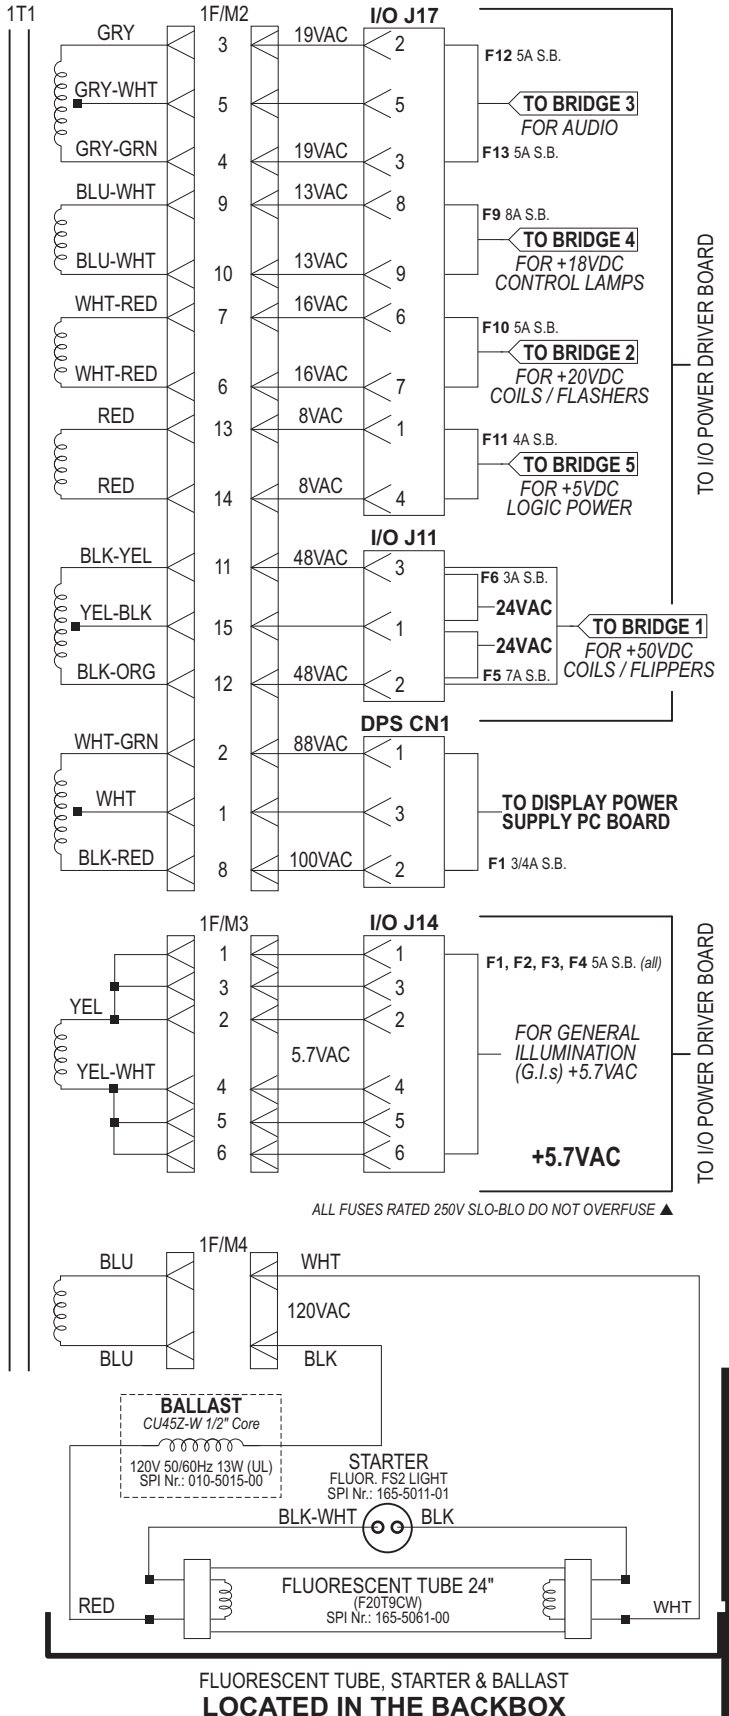 1T1
1F/M2
I/O J17
GRY
3
19VAC
2
F12 5A S.B.
GRY-WHT
5
5
TO BRIDGE 3
FOR AUDIO
GRY-GRN
4
19VAC
3
F13 5A S.B.
BLU-WHT
9
13VAC
8
F9 8A S.B.
TO BRIDGE 4
FOR +18VDC
CONTROL LAMPS
BLU-WHT
10
13VAC
9
WHT-RED
7
16VAC
6
F10 5A S.B.
TO BRIDGE 2
FOR +20VDC
COILS / FLASHERS
WHT-RED
6
16VAC
7
RED
13
8VAC
1
F11 4A S.B.
TO BRIDGE 5
FOR +5VDC
LOGIC POWER
RED
14
8VAC
4
TO I/O POWER DRIVER BOARD
I/O J11
BLK-YEL
11
48VAC
3
F6 3A S.B.
24VAC
YEL-BLK
15
1
TO BRIDGE 1
24VAC
FOR +50VDC
COILS / FLIPPERS
BLK-ORG
12
48VAC
2
F5 7A S.B.
DPS CN1
WHT-GRN
2
88VAC
1
WHT
1
3
TO DISPLAY POWER
SUPPLY PC BOARD
BLK-RED
8
100VAC
2
F1 3/4A S.B.
1F/M3
I/O J14
1
1
F1, F2, F3, F4 5A S.B. (all)
3
3
YEL
2
2
5.7VAC
FOR GENERAL
ILLUMINATION
(G.I.s) +5.7VAC
YEL-WHT
4
4
5
5
6
6
+5.7VAC
TO I/O POWER DRIVER BOARD
ALL FUSES RATED 250V SLO-BLO DO NOT OVERFUSE ▲
1F/M4
BLU
WHT
120VAC
BLU
BLK
BALLAST
CU45Z-W 1/2" Core
120V 50/60Hz 13W (UL)
SPI Nr.: 010-5015-00
STARTER
FLUOR. FS2 LIGHT
SPI Nr.: 165-5011-01
BLK-WHT
BLK
FLUORESCENT TUBE 24"
(F20T9CW)
SPI Nr.: 165-5061-00
RED
WHT
FLUORESCENT TUBE, STARTER & BALLAST
LOCATED IN THE BACKBOX